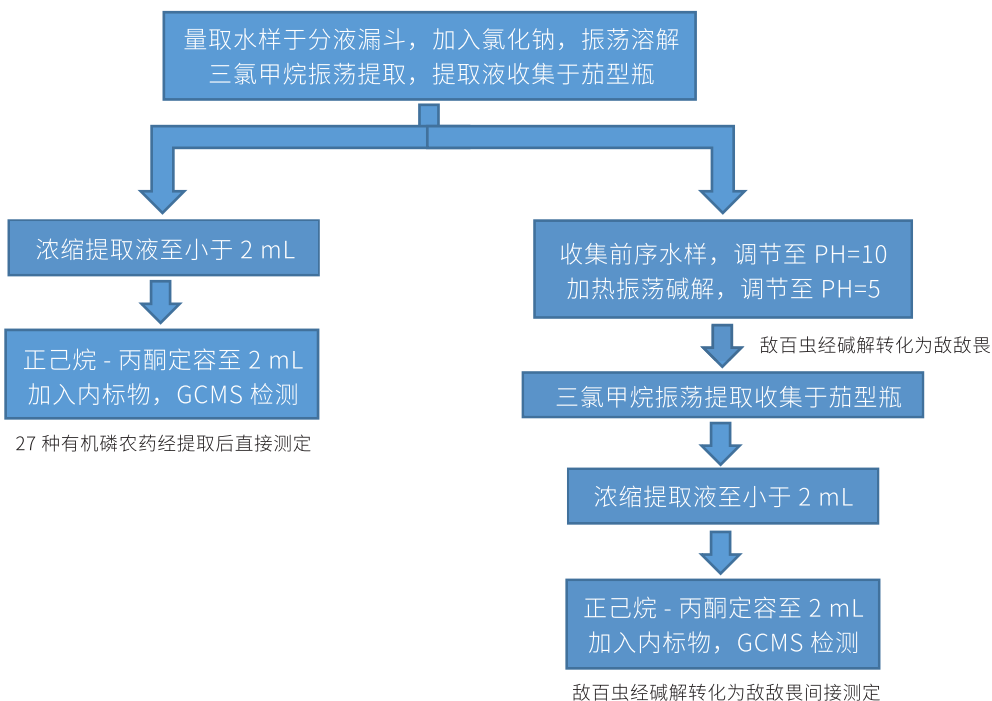 量取水样于分液漏斗，加入氯化钠，振荡溶解
三氯甲烷振荡提取，提取液收集于茄型瓶
浓缩提取液至小于 2 mL
正己烷 - 丙酮定容至 2 mL
加入内标物，GCMS 检测
27 种有机磷农药经提取后直接测定
收集前序水样，调节至 PH=10
加热振荡碱解，调节至 PH=5
敌百虫经碱解转化为敌敌畏
三氯甲烷振荡提取收集于茄型瓶
浓缩提取液至小于 2 mL
正己烷 - 丙酮定容至 2 mL
加入内标物，GCMS 检测
敌百虫经碱解转化为敌敌畏间接测定